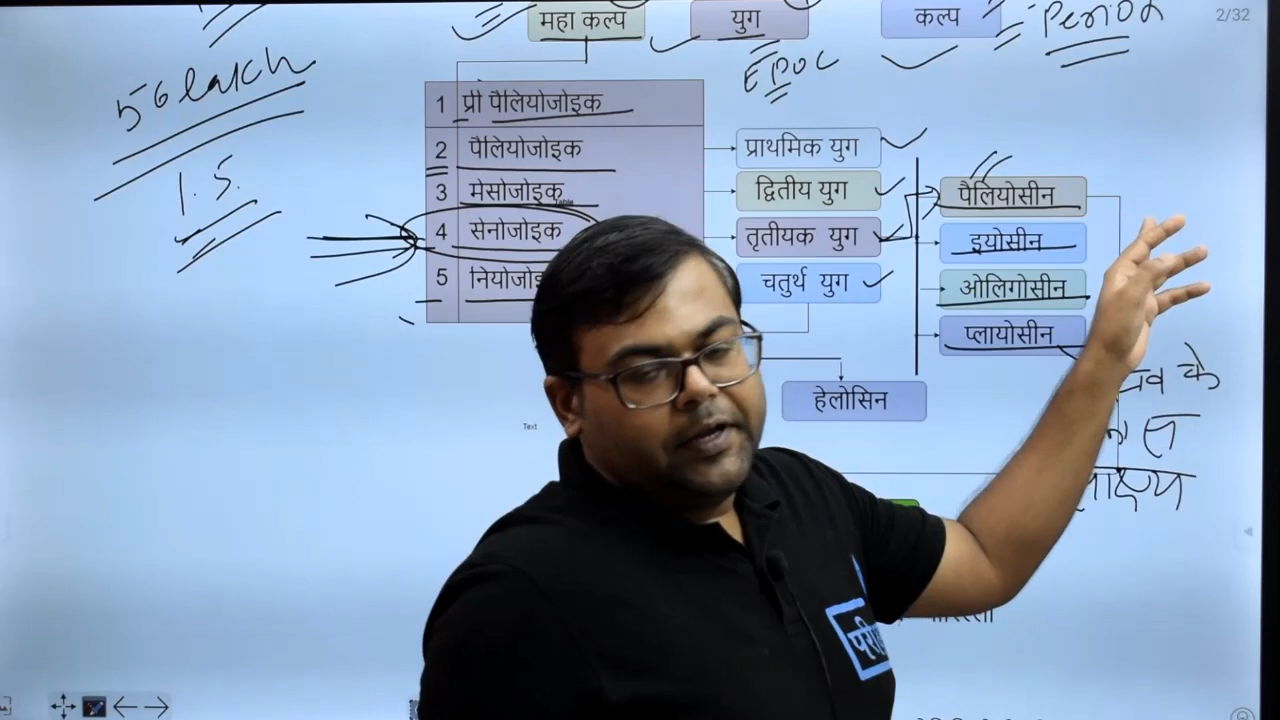 महा कल्प
युग
कल्प
Period
2/32
EPOC
56 lakh
1.5.
1 प्री पैलियोजोइक
2 पैलियोजोइक
3 मेसोजोइक
Table
4 सेनोजोइक
5
प्राथमिक युग
द्वितीय युग
तृतीयक युग
चतुर्थ युग
पैलियोसीन
इयोसीन
ओलिगोसीन
प्लायोसीन
हेलोसिन
Text
के